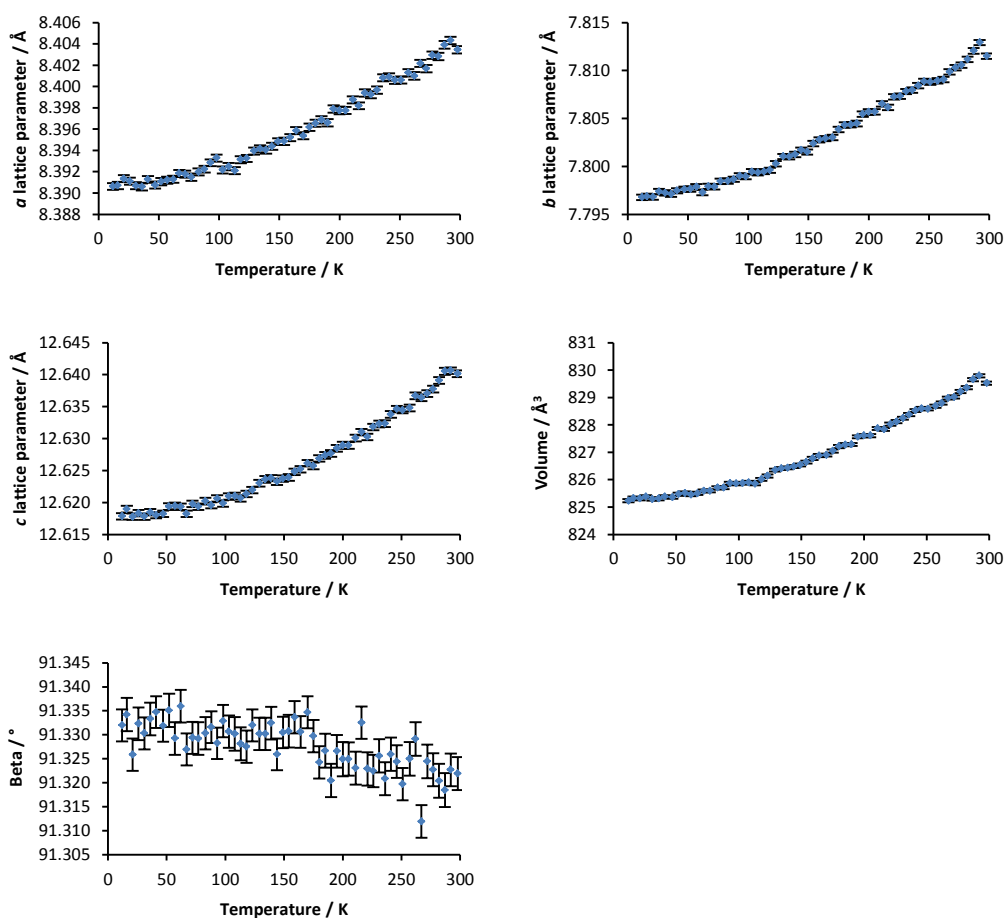 a lattice parameter / Å
8.406
8.404
8.402
8.400
8.398
8.396
8.394
8.392
8.390
8.388
0 50 100 150 200 250 300
Temperature / K
b lattice parameter / Å
7.815
7.810
7.805
7.800
7.795
0 50 100 150 200 250 300
Temperature / K
c lattice parameter / Å
12.645
12.640
12.635
12.630
12.625
12.620
12.615
0 50 100 150 200 250 300
Temperature / K
Volume / Å³
831
830
829
828
827
826
825
824
0 50 100 150 200 250 300
Temperature / K
Beta / °
91.345
91.340
91.335
91.330
91.325
91.320
91.315
91.310
91.305
0 50 100 150 200 250 300
Temperature / K